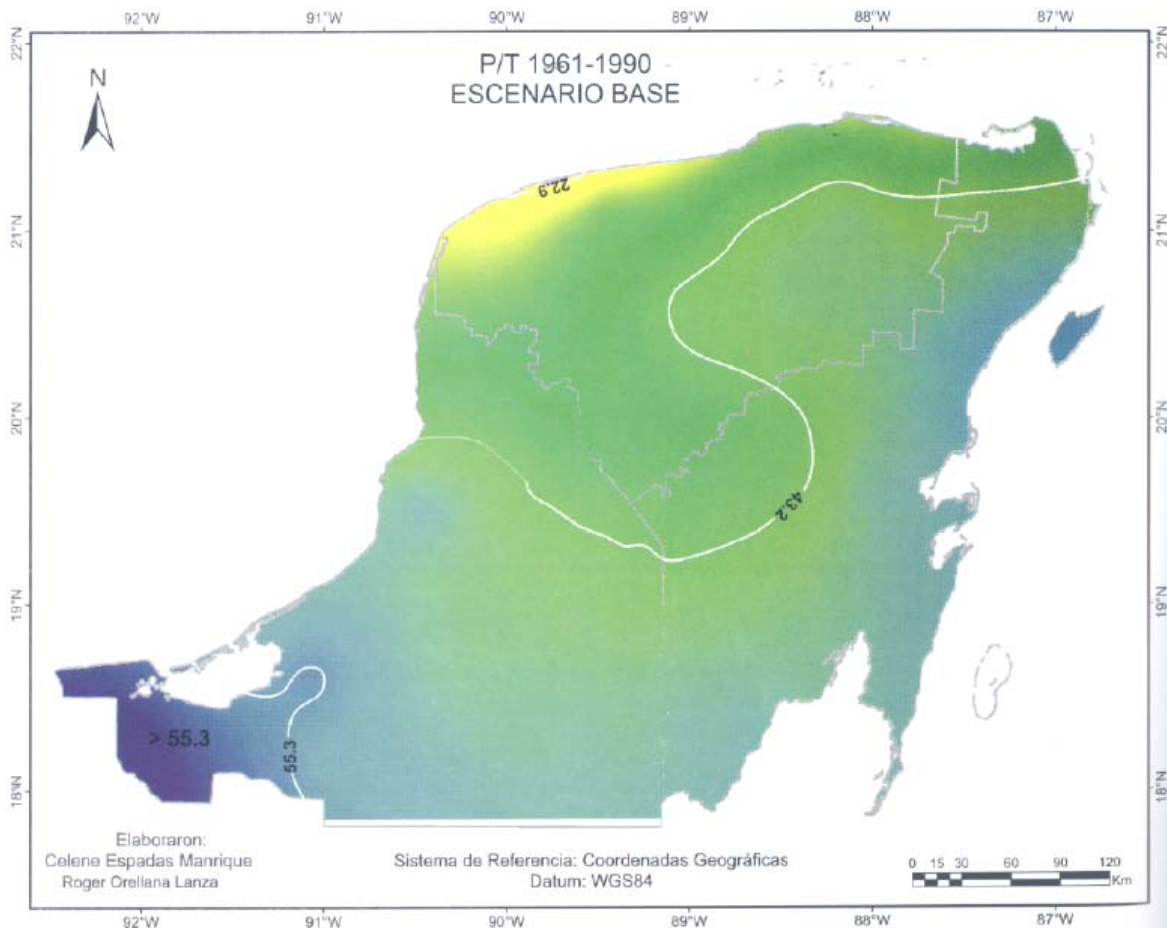 92°W 91°W 90°W 89°W 88°W 87°W
22°N 22°N
P/T 1961-1990
ESCENARIO BASE
N
22.9
21°N 21°N
20°N 20°N
43.2
19°N 19°N
> 55.3
55.3
18°N 18°N
Elaboraron:
Celene Espadas Manrique
Roger Orellana Lanza
Sistema de Referencia: Coordenadas Geográficas
Datum: WGS84
0 15 30 60 90 120
Km
92°W 91°W 90°W 89°W 88°W 87°W